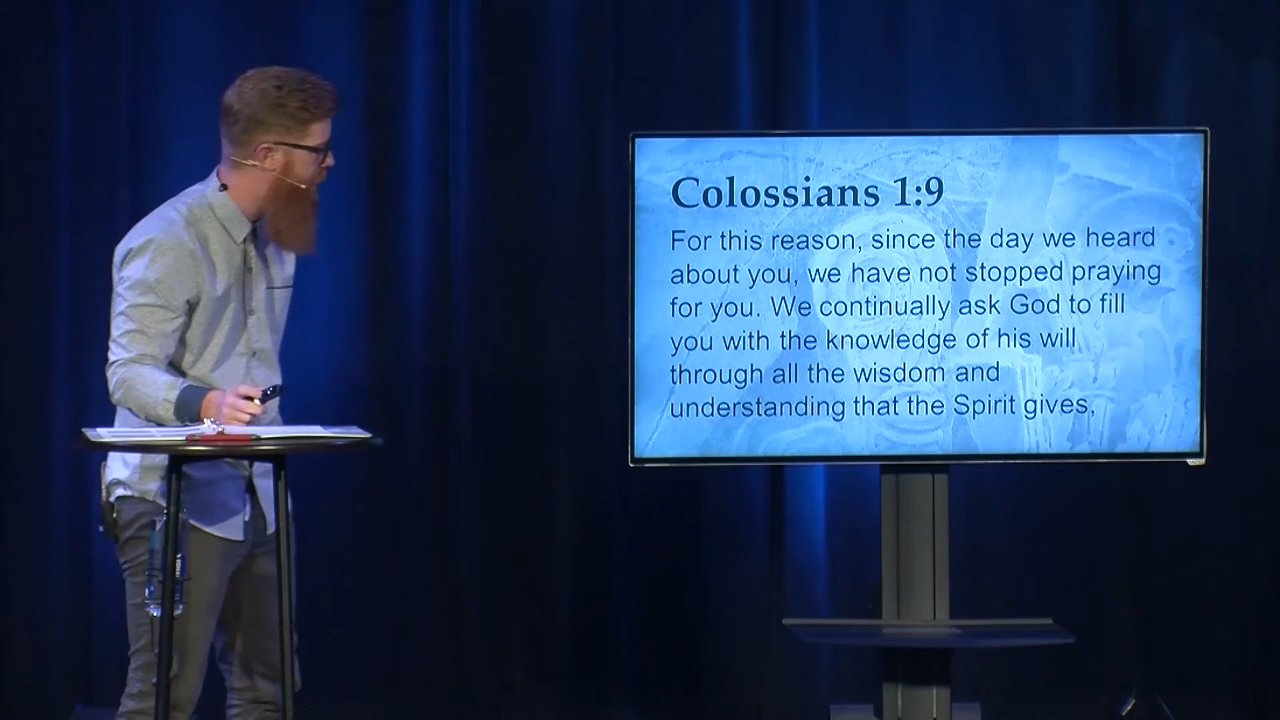 Colossians 1:9
For this reason, since the day we heard
about you, we have not stopped praying
for you. We continually ask God to fill
you with the knowledge of his will
through all the wisdom and
understanding that the Spirit gives,